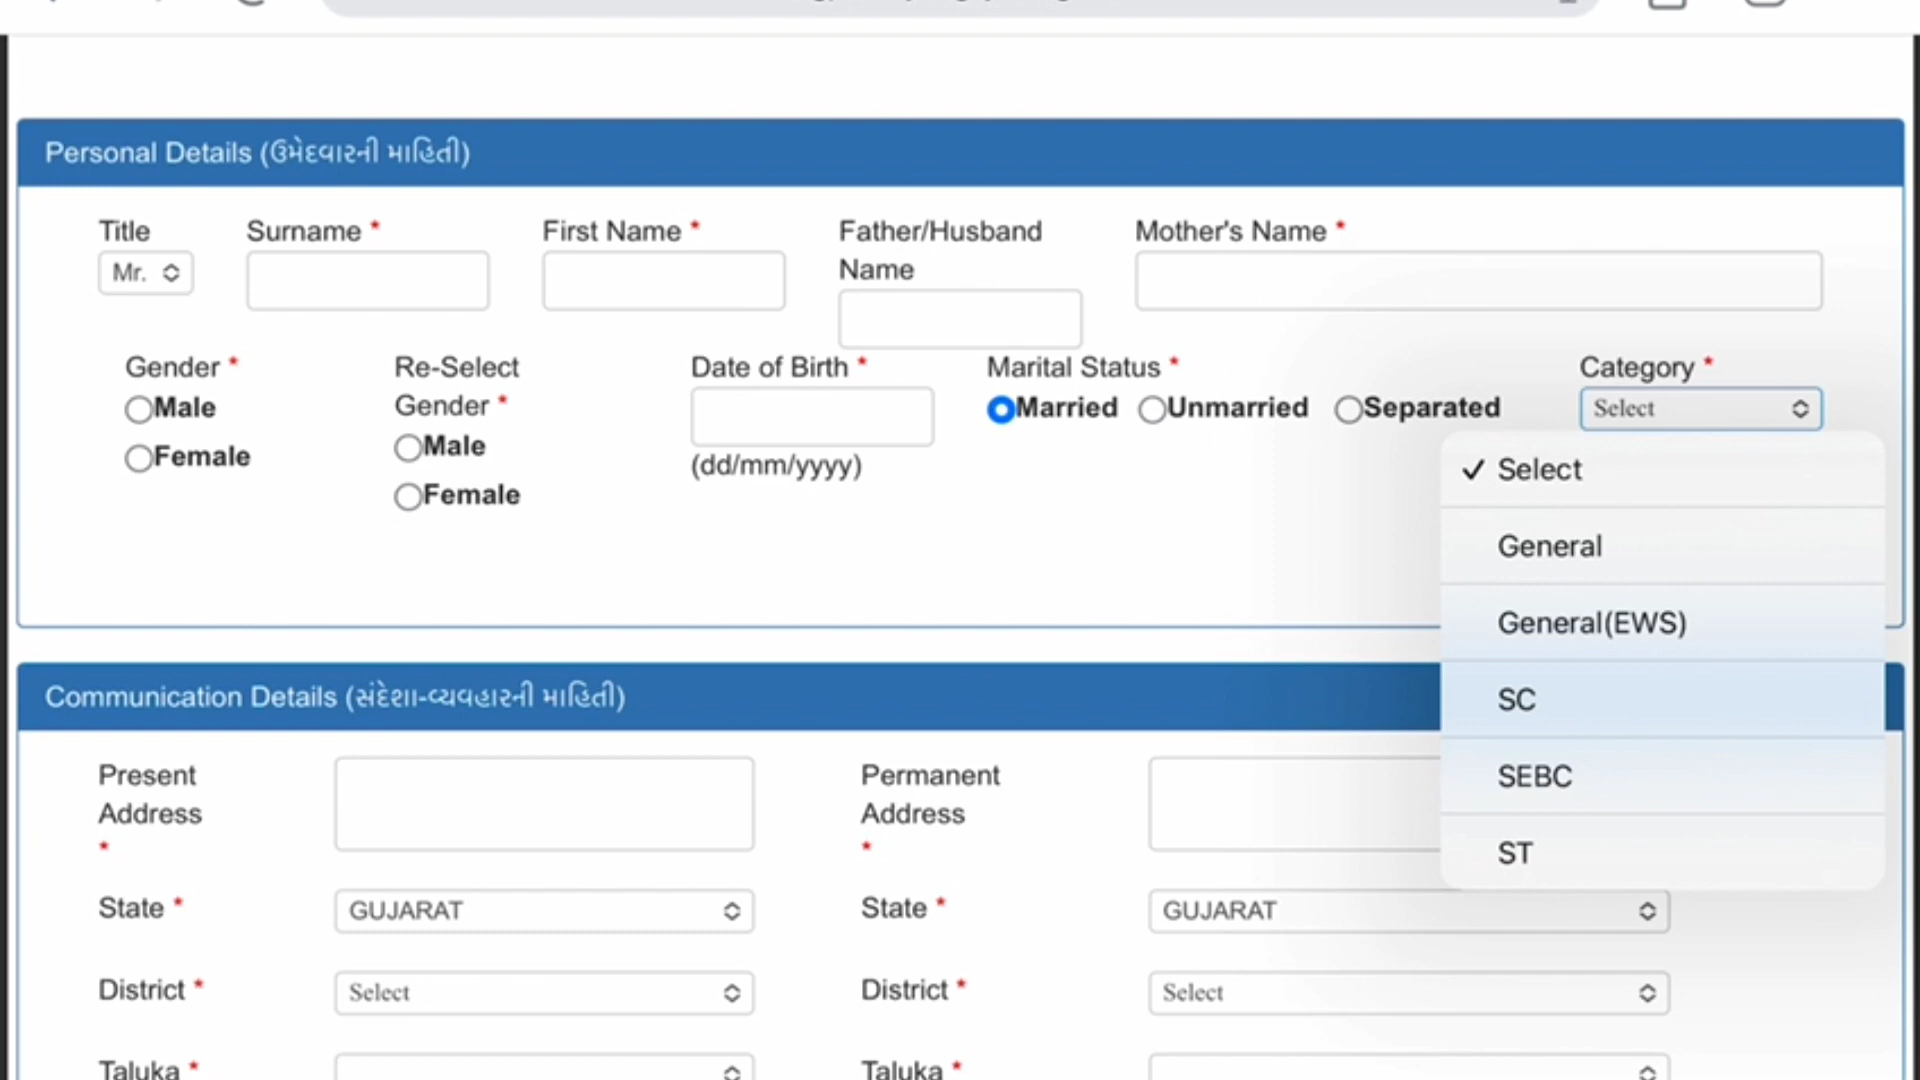 Personal Details (ઉમેદવારની માહિતી)
Title Surname * First Name * Father/Husband Name Mother's Name *
Mr.
Gender * Re-Select Gender * Date of Birth * Marital Status * Category *
Male Male Married Unmarried Separated Select
Female Female (dd/mm/yyyy)
✓ Select
General
General(EWS)
SC
SEBC
ST
Communication Details (સંદેશા-વ્યવહારની માહિતી)
Present Address * Permanent Address *
State * GUJARAT State * GUJARAT
District * Select District * Select
Taluka * Taluka *